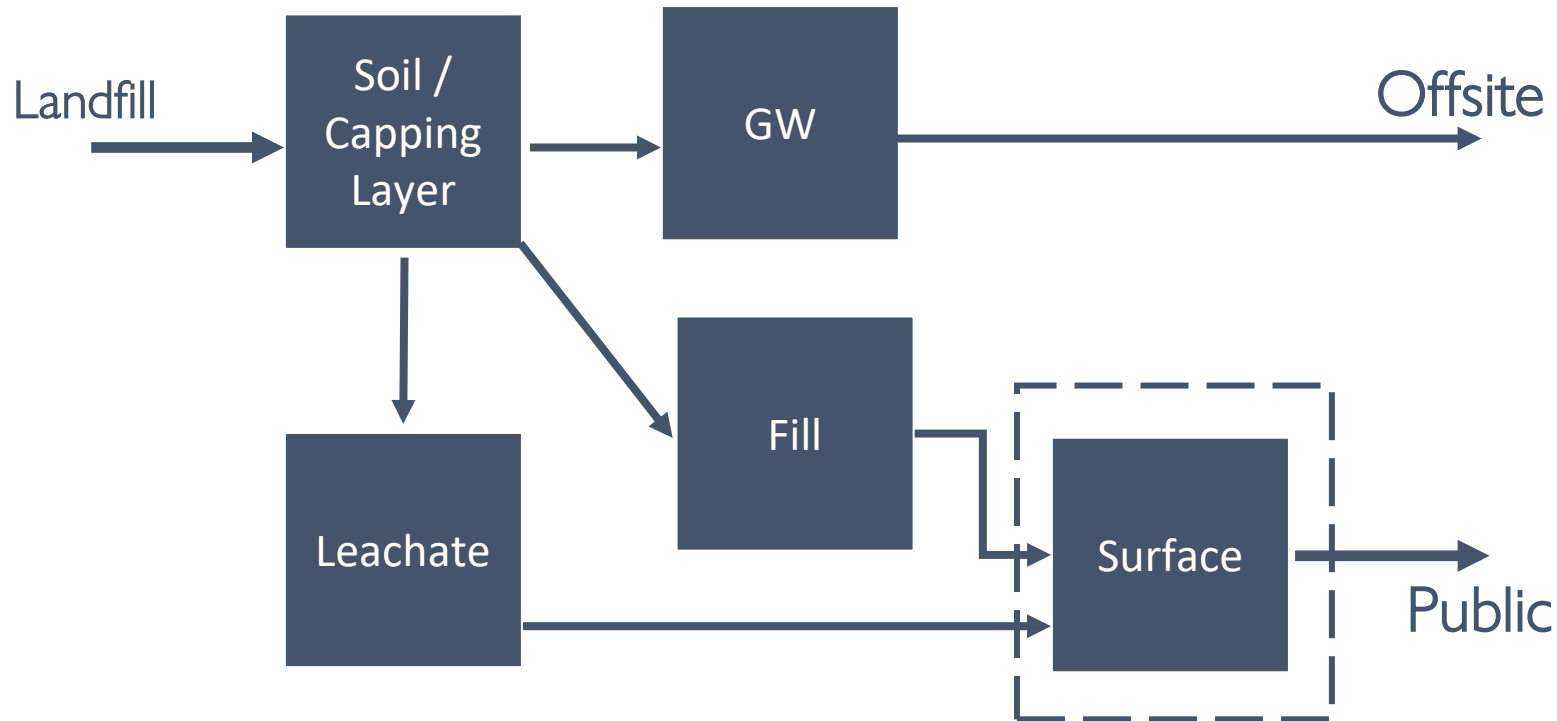 Landfill
Soil /
Capping
Layer
GW
Offsite
Fill
Leachate
Surface
Public